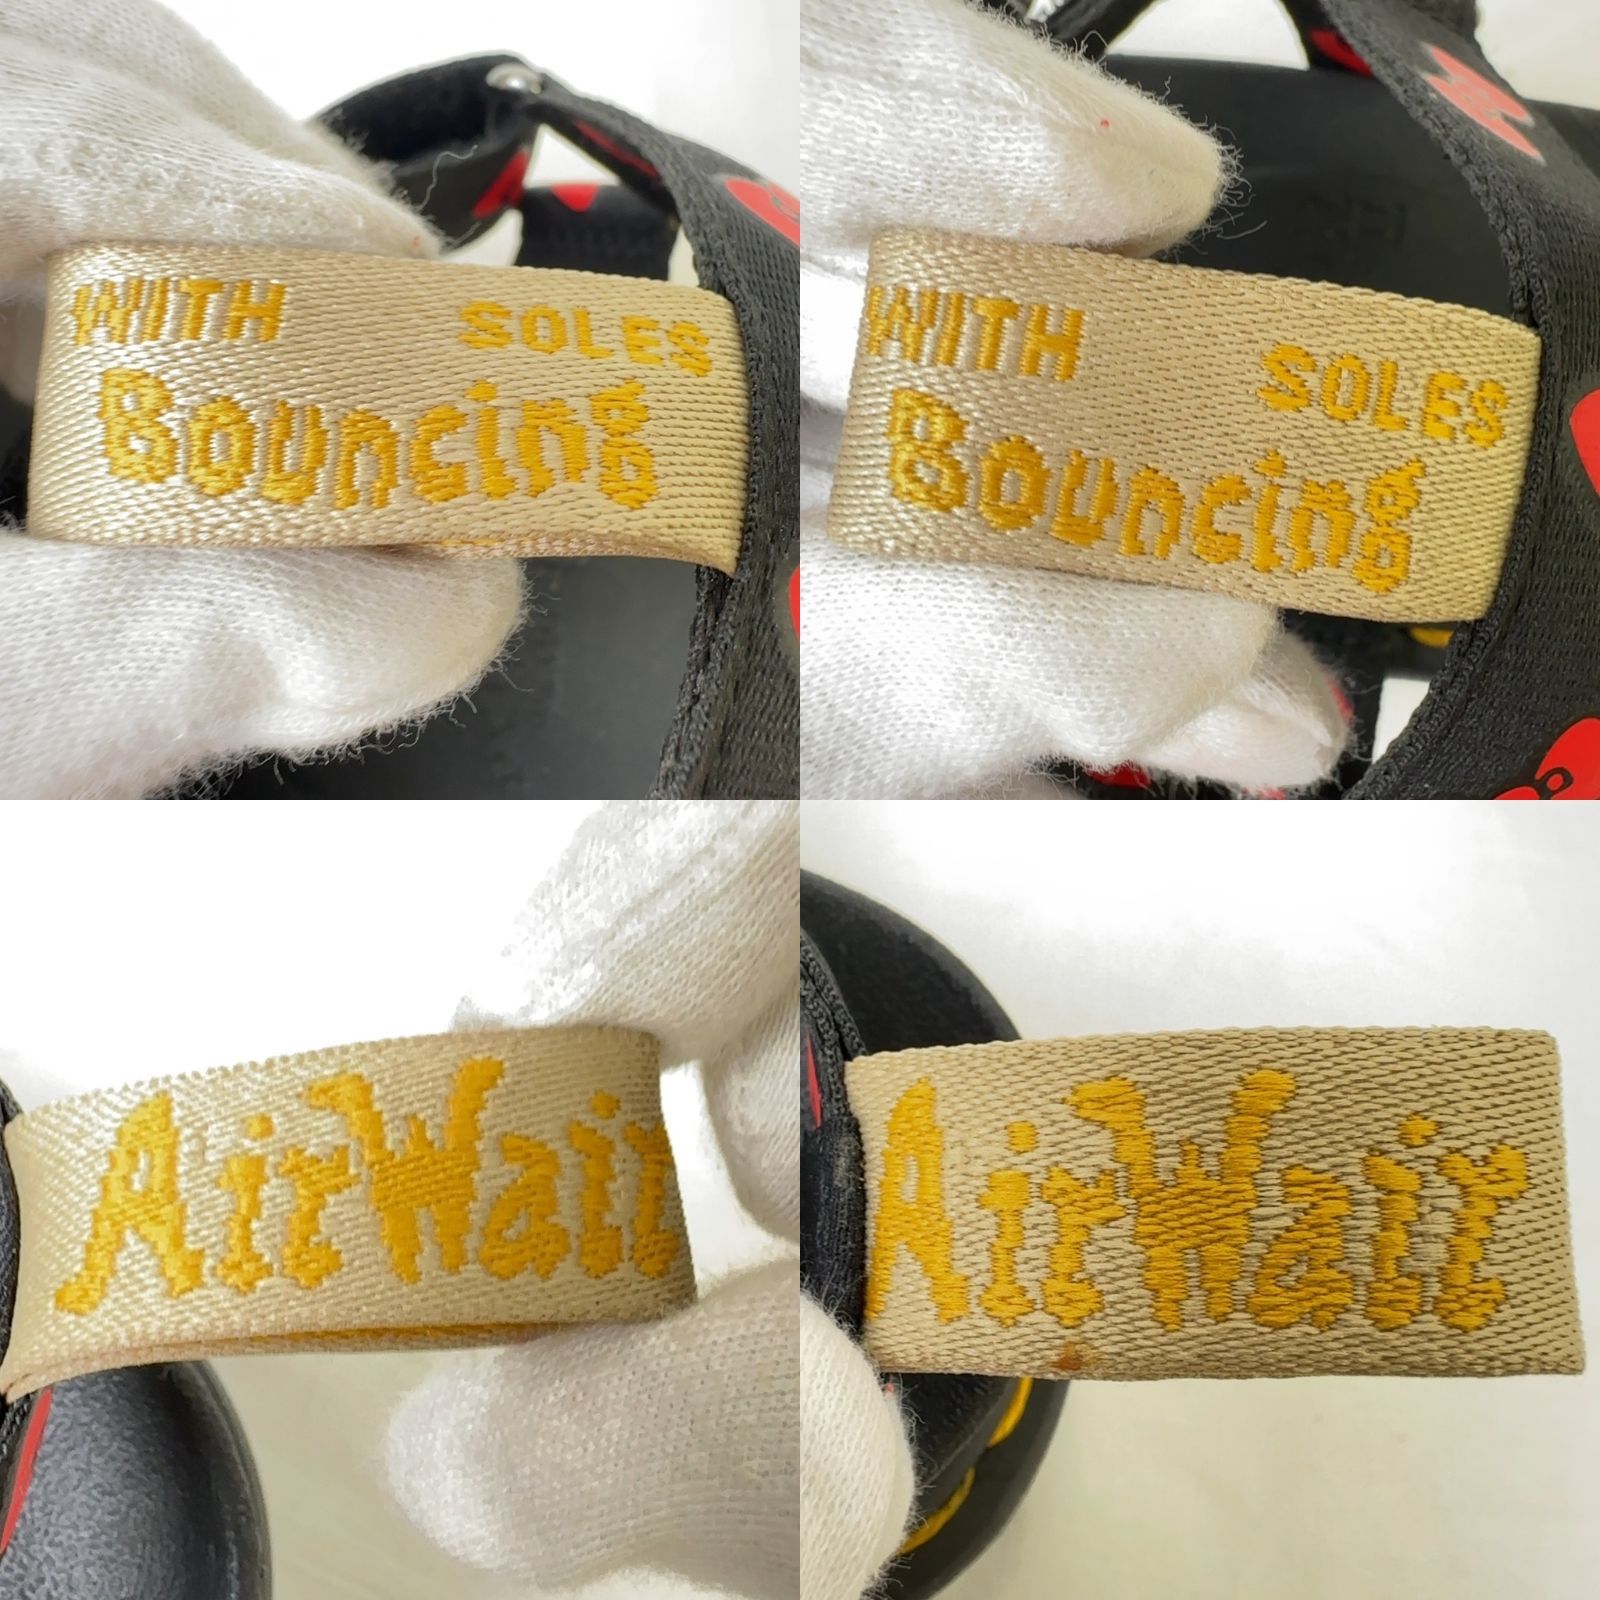 WITH SOLES
Bouncing
WITH SOLES
Bouncing
AirWair
AirWair